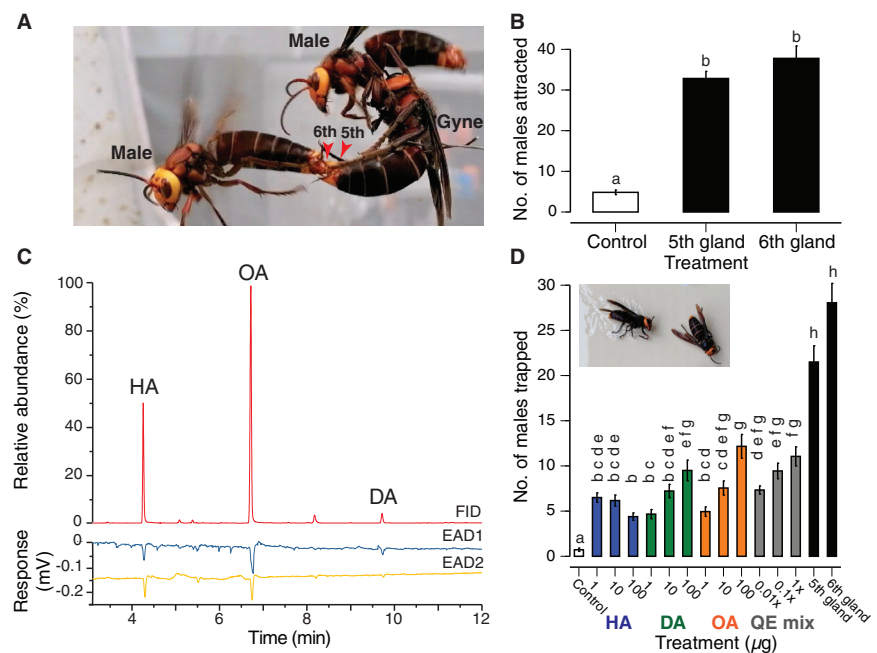 A
Male
Gyne
6th 5th
Male
B
No. of males attracted
40
30
20
10
0
a
b
b
Control 5th gland 6th gland
Treatment
C
Relative abundance (%)
100
80
60
40
20
0
HA
OA
DA
FID
EAD1
EAD2
Response
(mV)
0
-0.1
-0.2
4 6 8 10 12
Time (min)
D
No. of males trapped
30
25
20
15
10
5
0
a
b c d e
b c d e
b
b c
b c d e f
e f g
b c d
c d e f g
g
d e f g
e f g
f g
h
h
Control 1 10 100 1 10 100 1 10 100 0.01x 0.1x 1x 5th gland 6th gland
HA DA OA QE mix
Treatment (µg)